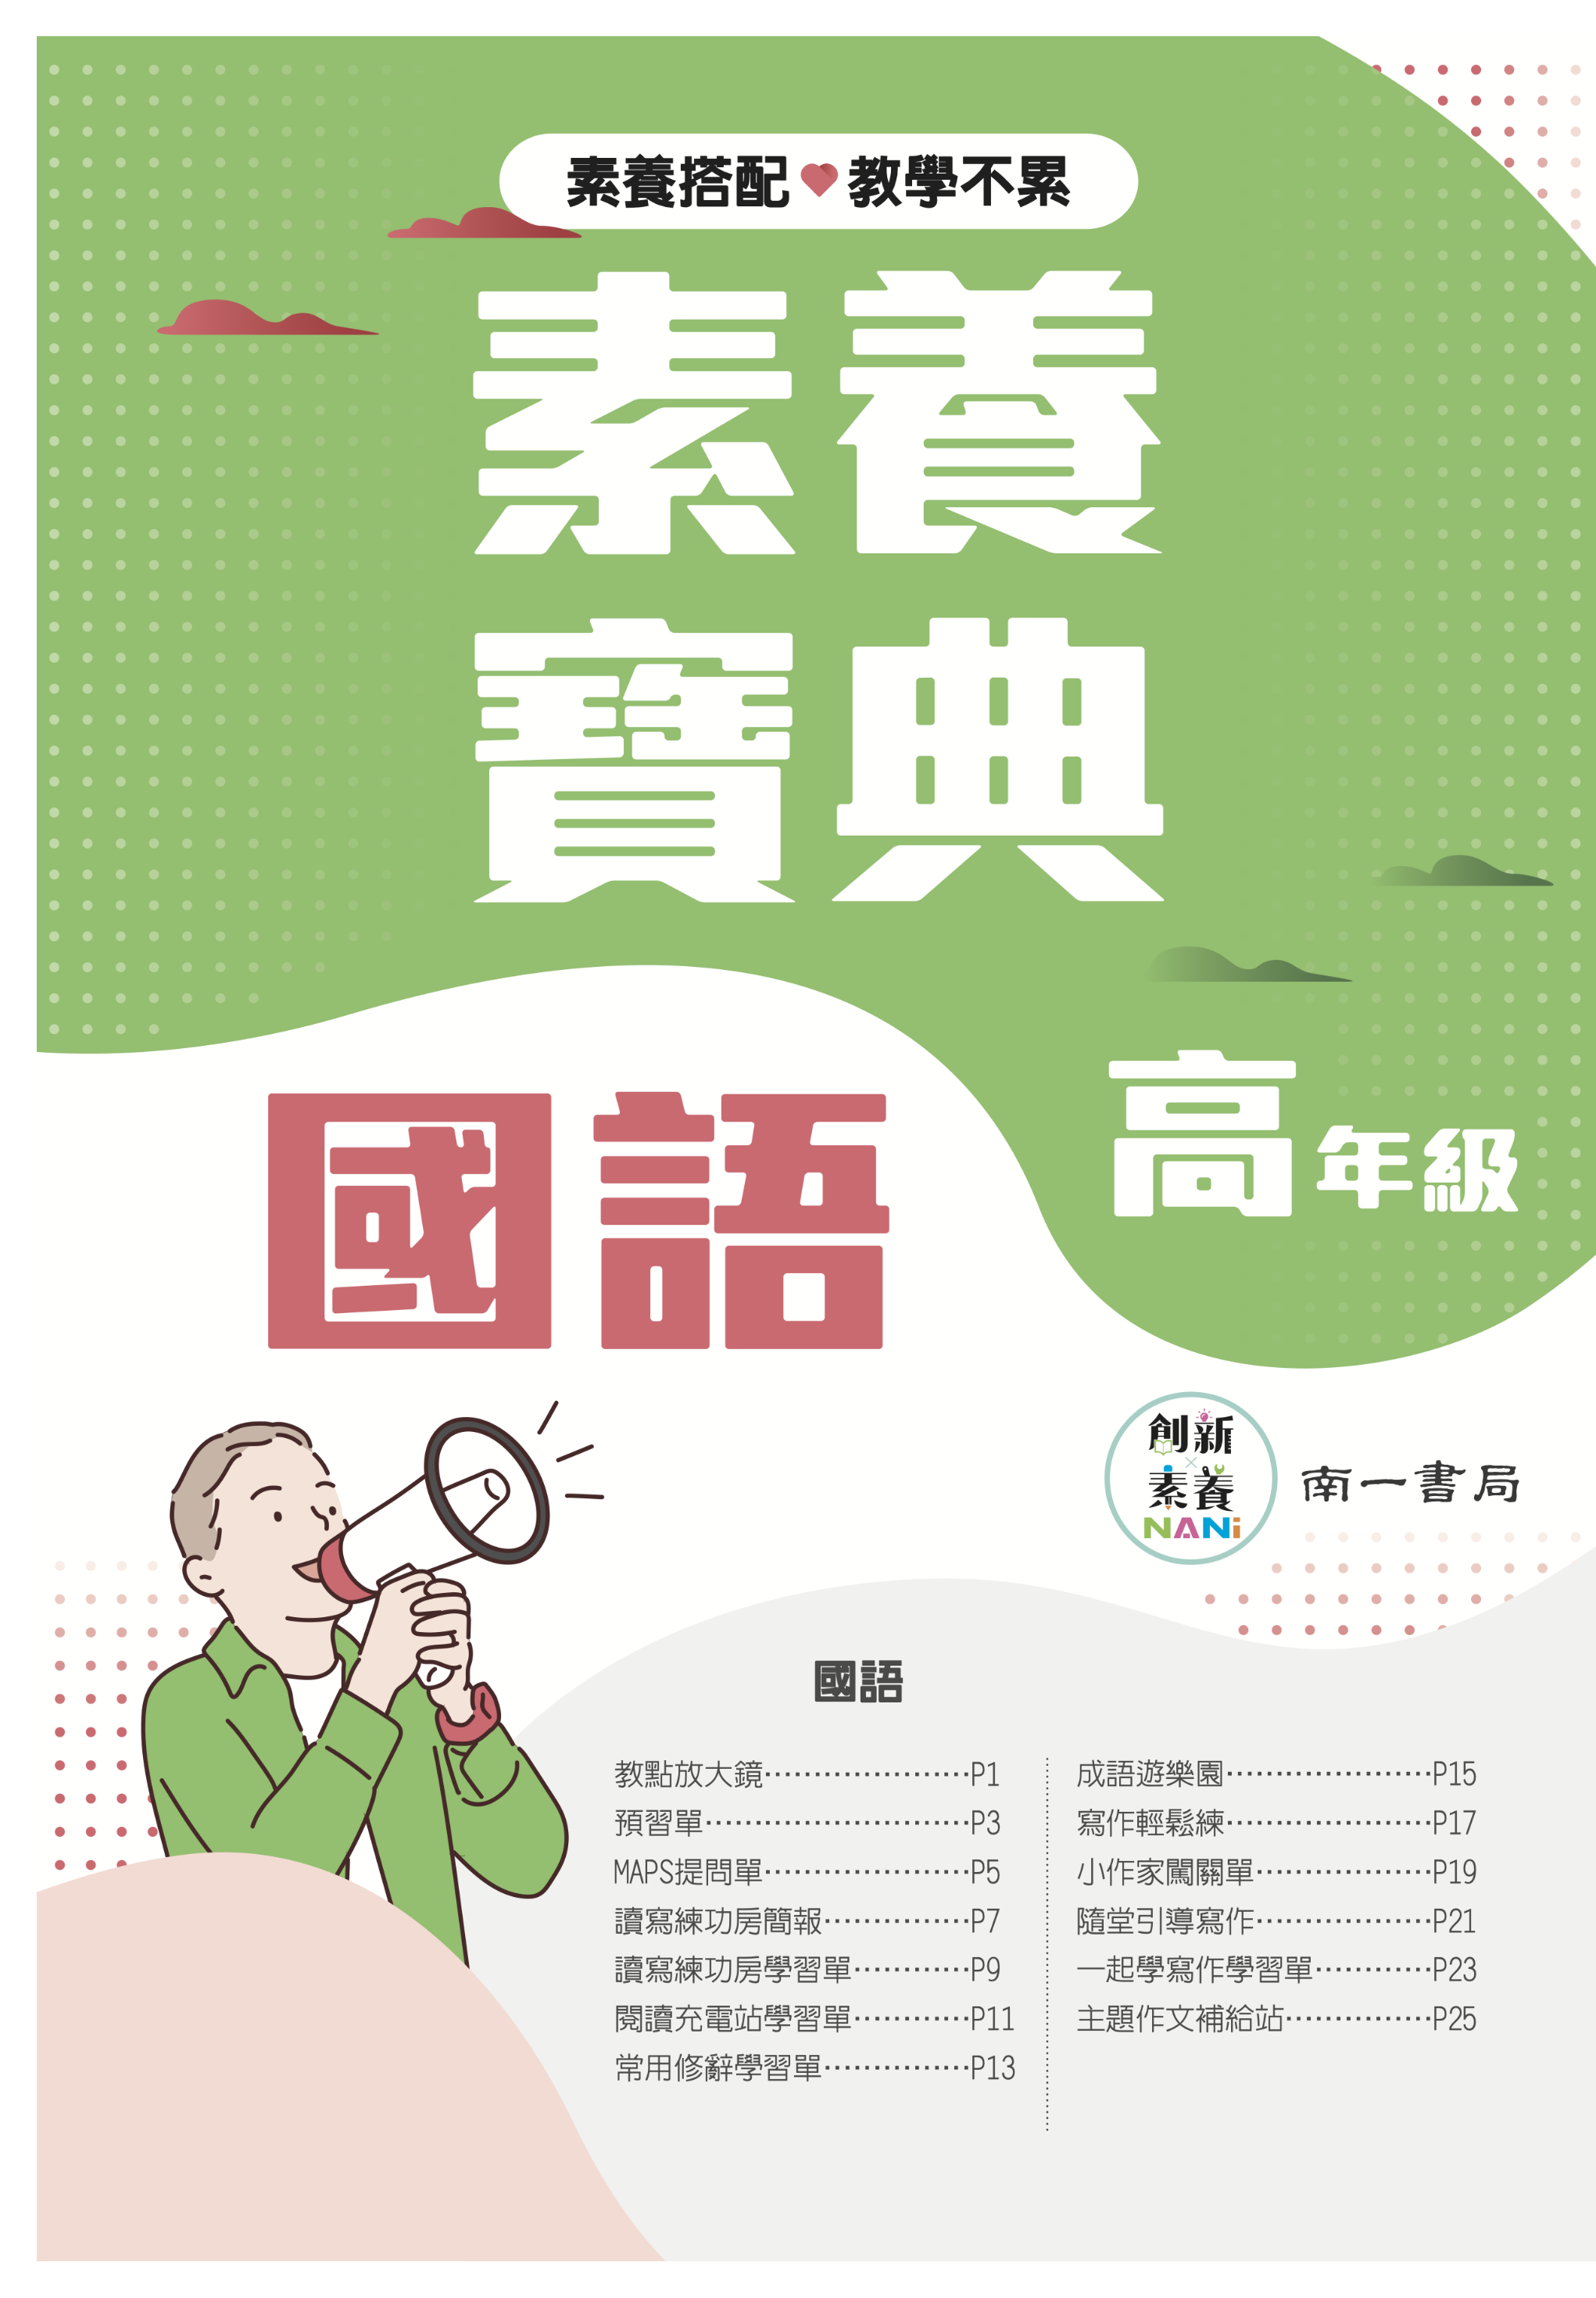 素養搭配 教學不累
素養
寶典
國語
高年級
創新
×
素養
NANi
南一書局
國語
教點放大鏡·····················P1
預習單···························P3
MAPS提問單·····················P5
讀寫練功房簡報···············P7
讀寫練功房學習單············P9
閱讀充電站學習單············P11
常用修辭學習單···············P13
成語遊樂園·····················P15
寫作輕鬆練·····················P17
小作家闖關單··················P19
隨堂引導寫作··················P21
一起學寫作學習單············P23
主題作文補給站···············P25